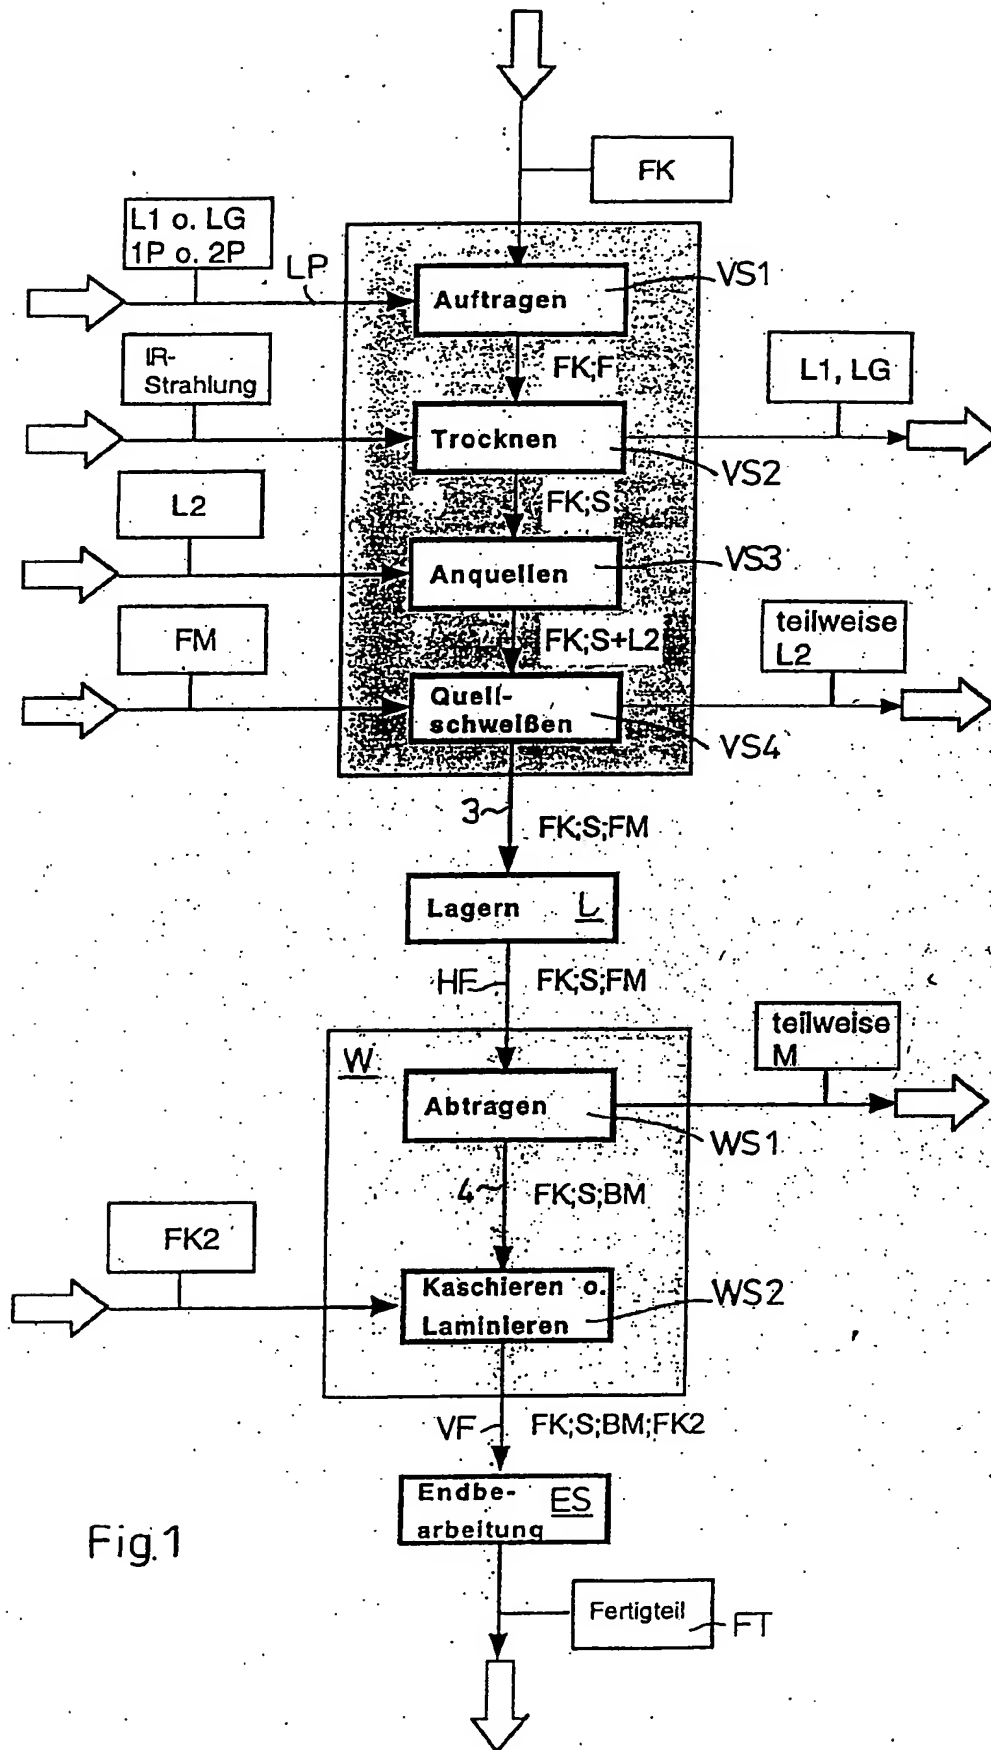 FK
L1 o. LG
1P o. 2P
LP
Auftragen
VS1
FK;F
IR-
Strahlung
Trocknen
VS2
L1, LG
FK;S
L2
Anquellen
VS3
FK;S+L2
FM
Quell-
schweißen
VS4
teilweise
L2
3
FK;S;FM
Lagern L
HF
FK;S;FM
W
Abtragen
WS1
teilweise
M
4
FK;S;BM
FK2
Kaschieren o.
Laminieren
WS2
VF
FK;S;BM;FK2
Endbe- ES
arbeitung
Fig.1
Fertigteil
FT